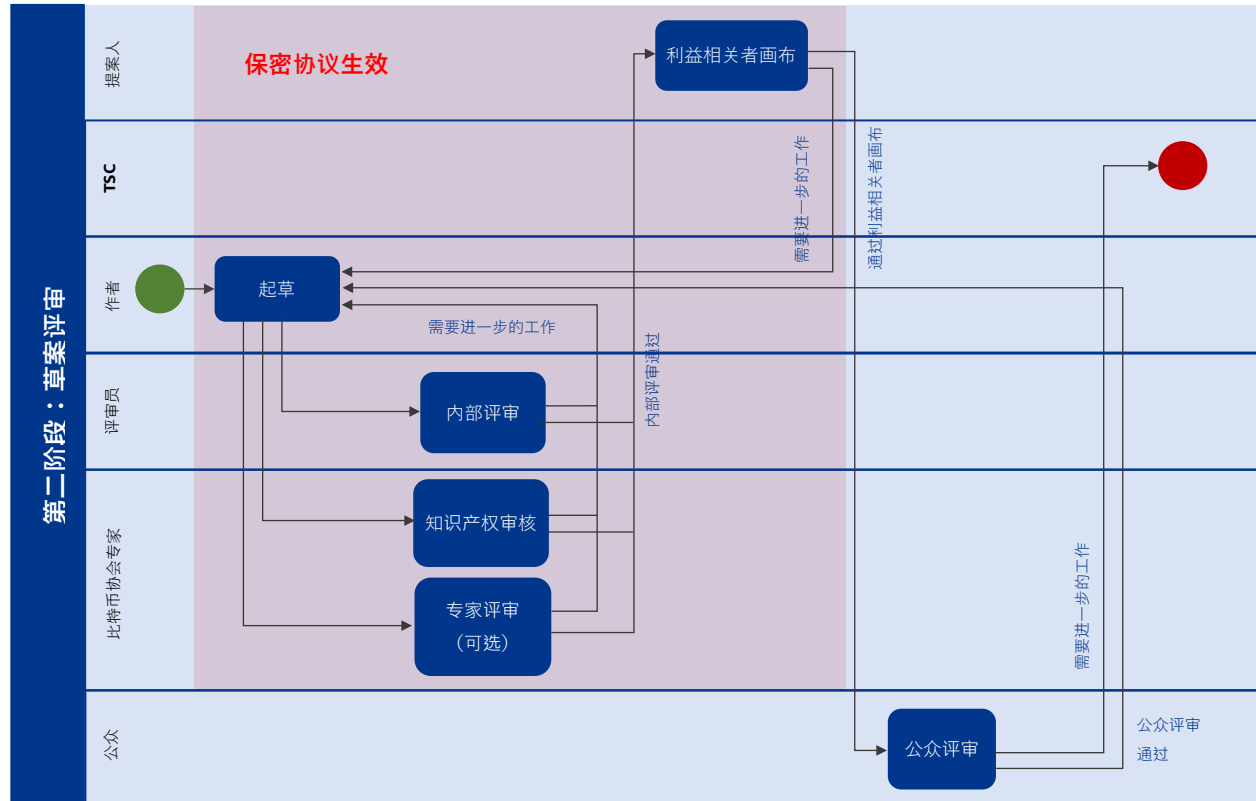 第二阶段：草案评审
提案人
保密协议生效
利益相关者画布
TSC
需要进一步的工作
通过利益相关者画布
作者
起草
需要进一步的工作
内部评审通过
评审员
内部评审
比特币协会专家
知识产权审核
专家评审
（可选）
需要进一步的工作
公众
公众评审
公众评审
通过